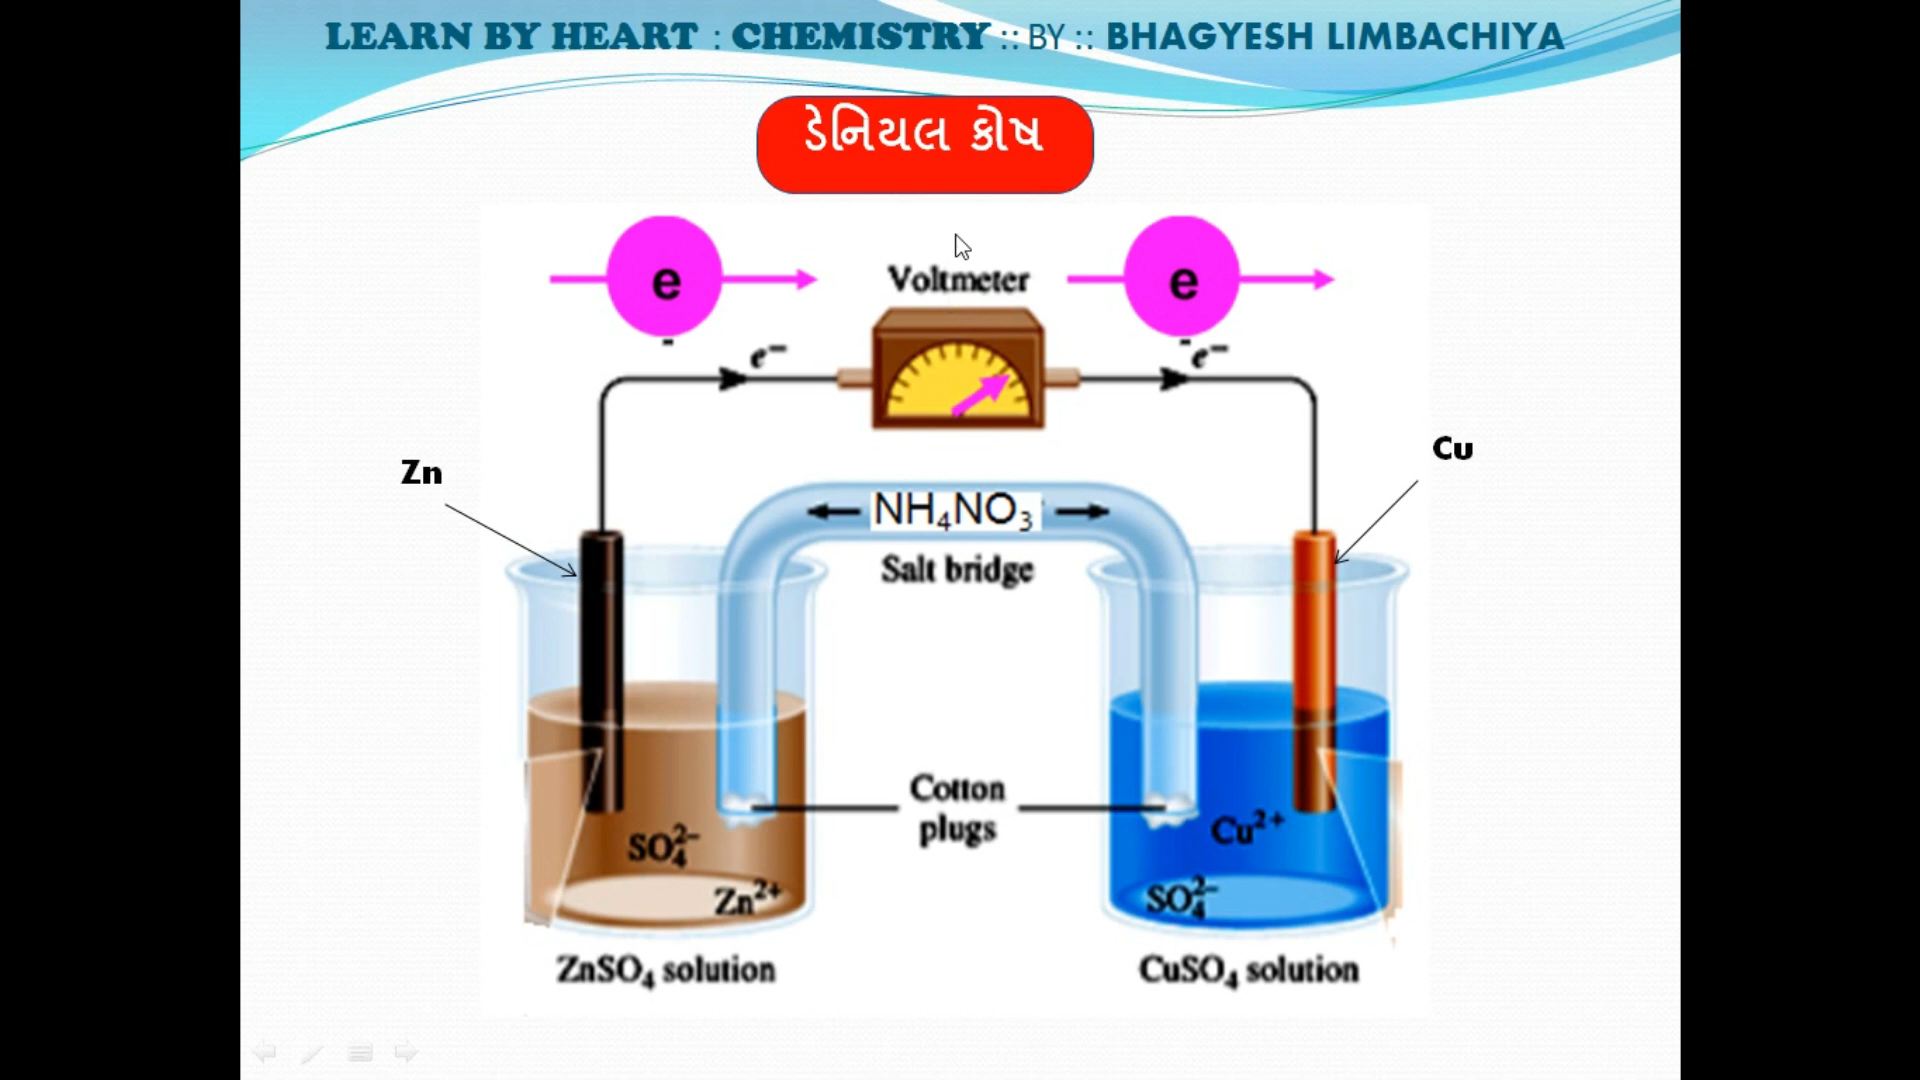 LEARN BY HEART : CHEMISTRY :: BY :: BHAGYESH LIMBACHIYA
ડેનિયલ કોષ
e
-
Voltmeter
e
-
e⁻
e⁻
Zn
Cu
NH₄NO₃
Salt bridge
Cotton
plugs
SO₄²⁻
Zn²⁺
Cu²⁺
SO₄²⁻
ZnSO₄ solution
CuSO₄ solution